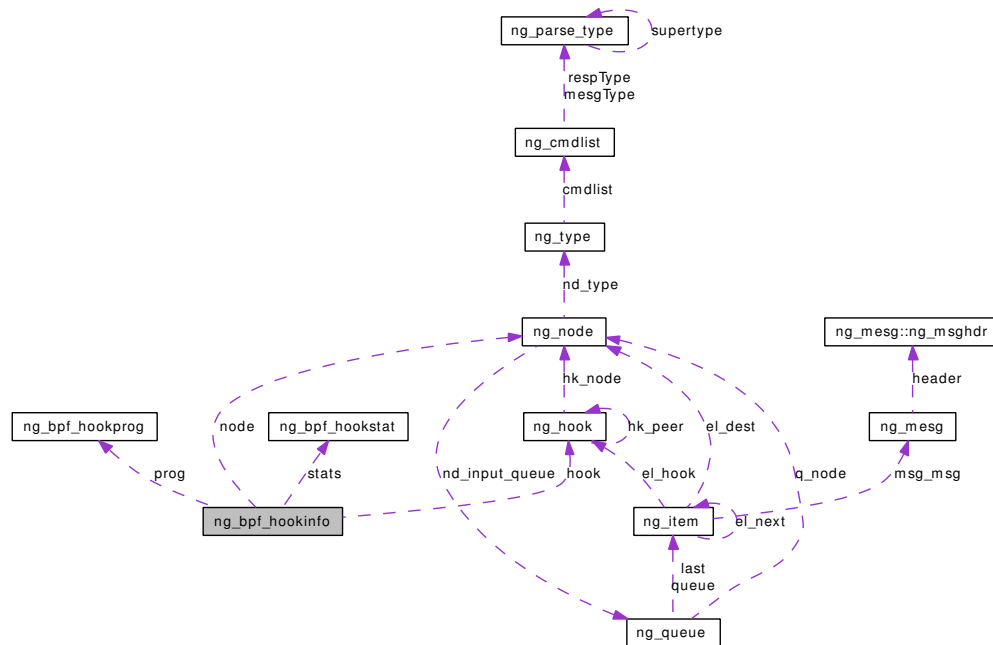 ng_parse_type
supertype
respType
mesgType
ng_cmdlist
cmdlist
ng_type
nd_type
ng_node
ng_mesg::ng_msghdr
hk_node
header
ng_bpf_hookprog
node
ng_bpf_hookstat
ng_hook
hk_peer
el_dest
ng_mesg
prog
stats
nd_input_queue
hook
el_hook
q_node
msg_msg
ng_bpf_hookinfo
ng_item
el_next
last
queue
ng_queue